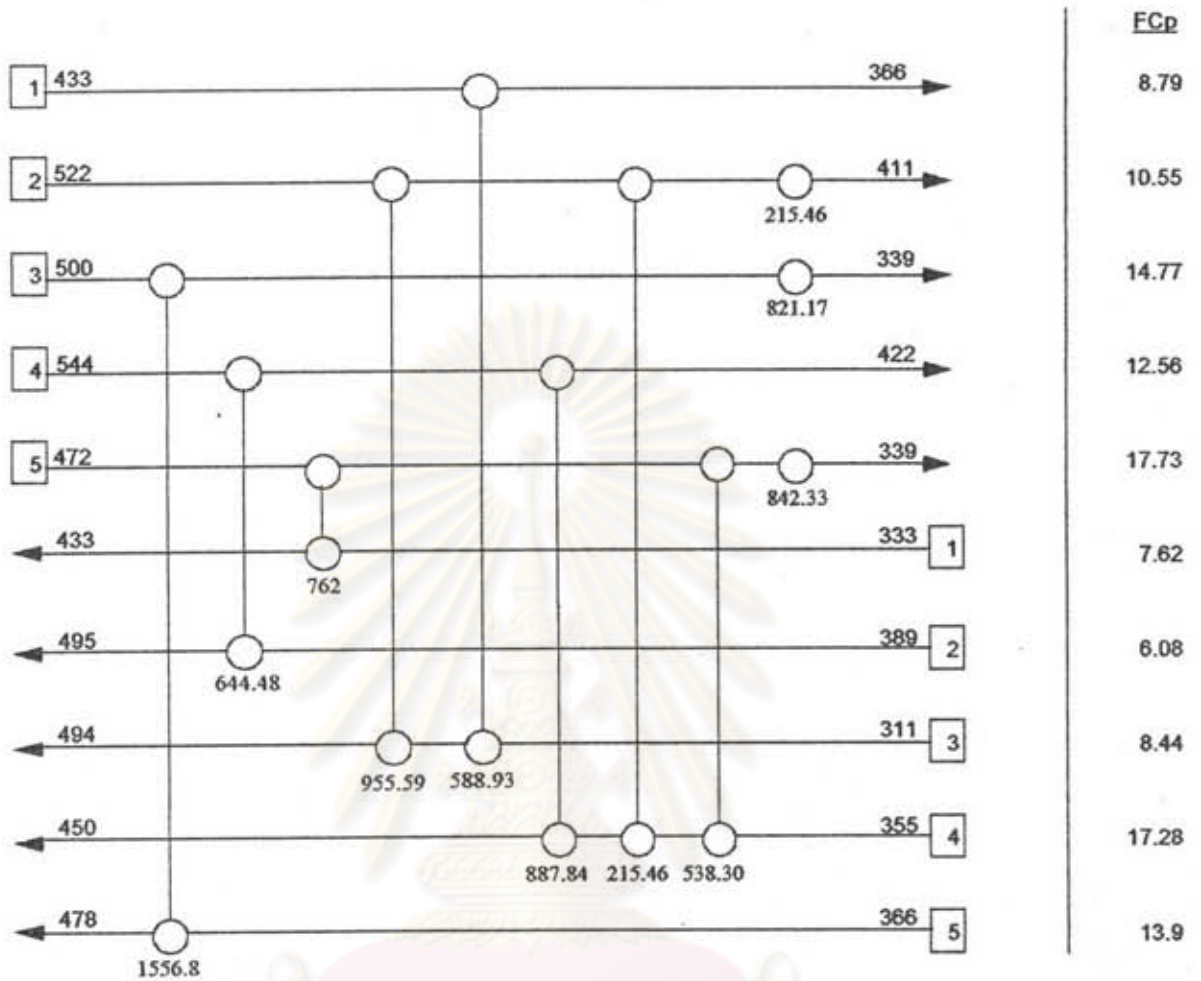 FCp
1 433 366 8.79
2 522 411 10.55
215.46
3 500 339 14.77
821.17
4 544 422 12.56
5 472 339 17.73
842.33
433 333 1 7.62
762
495 389 2 6.08
644.48
494 311 3 8.44
955.59 588.93
450 355 4 17.28
887.84 215.46 538.30
478 366 5 13.9
1556.8